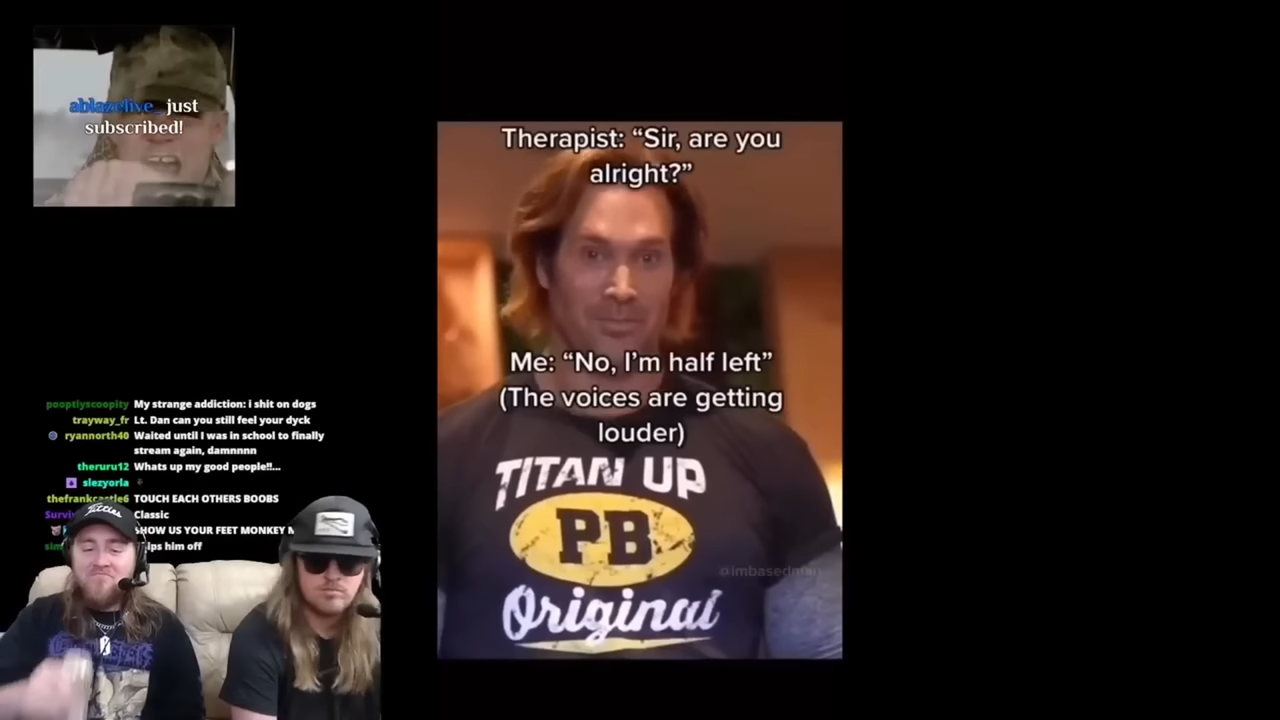 ablazelive_ just
subscribed!
Therapist: “Sir, are you
alright?”
Me: “No, I’m half left”
(The voices are getting
louder)
TITAN UP
PB
Original
@imbasedman
pooptlyscoopity My strange addiction: i shit on dogs
trayway_fr Lt. Dan can you still feel your dyck
ryannorth40 Waited until I was in school to finally
stream again, damnnnn
theruru12 Whats up my good people!!...
slezyorla
thefrankcastle6 TOUCH EACH OTHERS BOOBS
Classic
SHOW US YOUR FEET MONKEY
him off
Titties